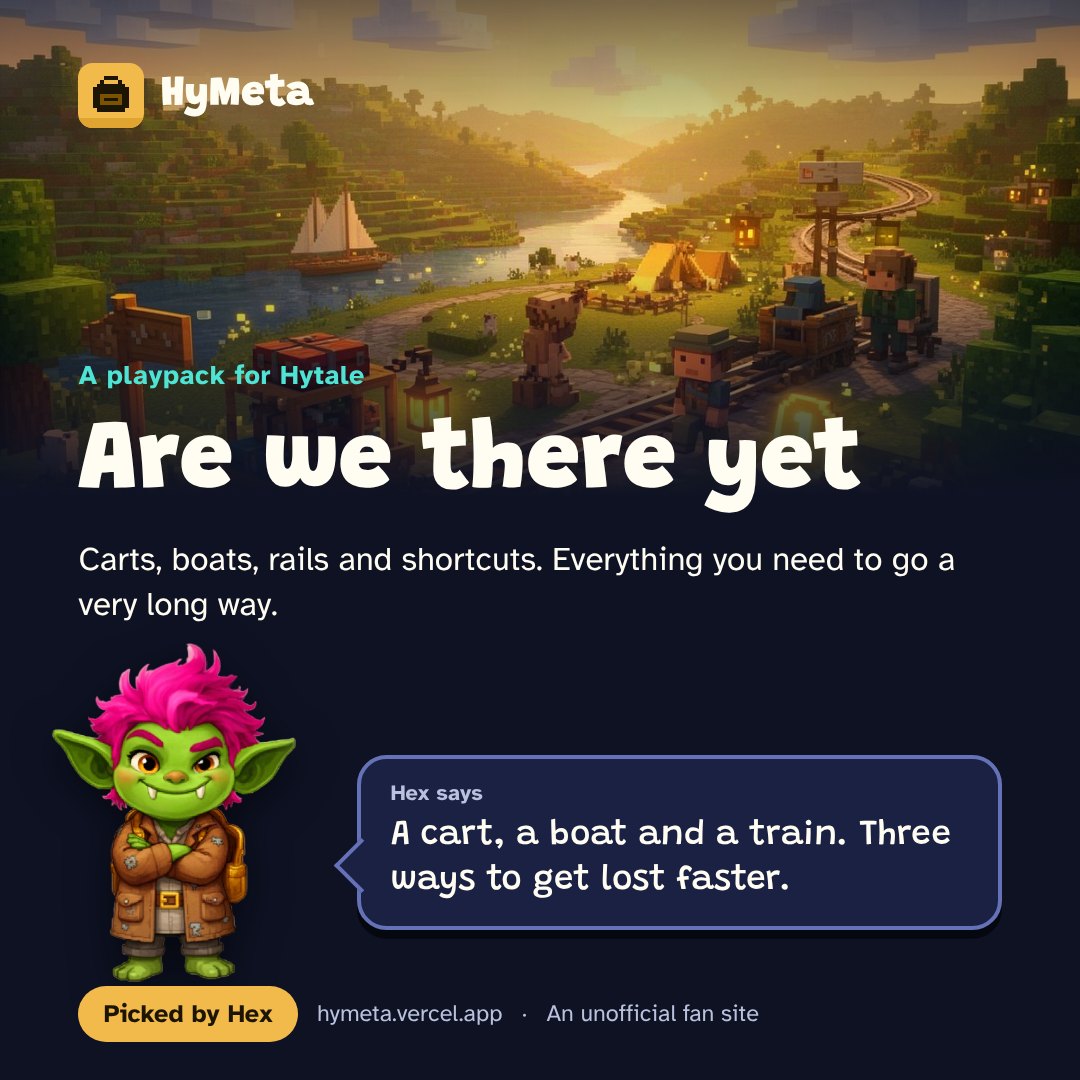 HyMeta
A playpack for Hytale
Are we there yet
Carts, boats, rails and shortcuts. Everything you need to go a
very long way.
Hex says
A cart, a boat and a train. Three
ways to get lost faster.
Picked by Hex
hymeta.vercel.app · An unofficial fan site